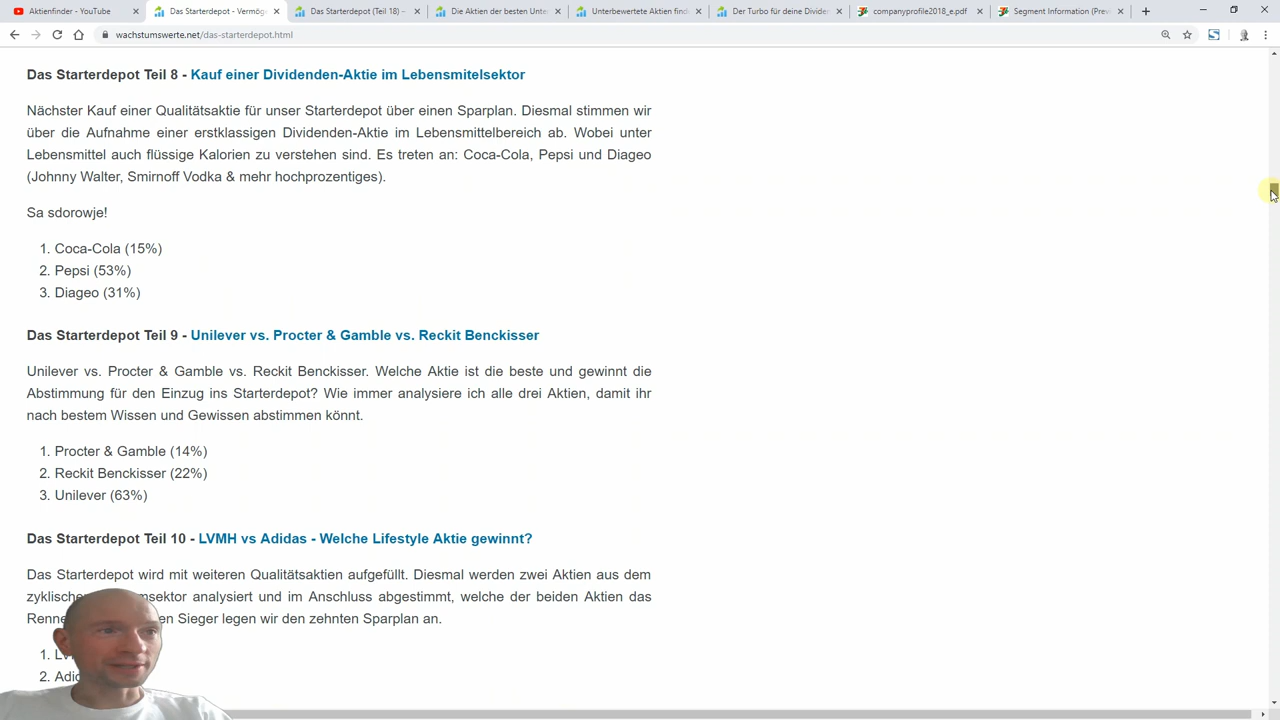 Aktienfinder - YouTube
Das Starterdepot - Vermög
Das Starterdepot (Teil 18) –
Die Aktien der besten Unte
Unterbewertete Aktien find
Der Turbo für deine Divider
companyprofile2018_e.pdf
Segment Information (Prev
wachstumswerte.net/das-starterdepot.html
Das Starterdepot Teil 8 - Kauf einer Dividenden-Aktie im Lebensmitelsektor
Nächster Kauf einer Qualitätsaktie für unser Starterdepot über einen Sparplan. Diesmal stimmen wir
über die Aufnahme einer erstklassigen Dividenden-Aktie im Lebensmittelbereich ab. Wobei unter
Lebensmittel auch flüssige Kalorien zu verstehen sind. Es treten an: Coca-Cola, Pepsi und Diageo
(Johnny Walter, Smirnoff Vodka & mehr hochprozentiges).
Sa sdorowje!
1. Coca-Cola (15%)
2. Pepsi (53%)
3. Diageo (31%)
Das Starterdepot Teil 9 - Unilever vs. Procter & Gamble vs. Reckit Benckisser
Unilever vs. Procter & Gamble vs. Reckit Benckisser. Welche Aktie ist die beste und gewinnt die
Abstimmung für den Einzug ins Starterdepot? Wie immer analysiere ich alle drei Aktien, damit ihr
nach bestem Wissen und Gewissen abstimmen könnt.
1. Procter & Gamble (14%)
2. Reckit Benckisser (22%)
3. Unilever (63%)
Das Starterdepot Teil 10 - LVMH vs Adidas - Welche Lifestyle Aktie gewinnt?
Das Starterdepot wird mit weiteren Qualitätsaktien aufgefüllt. Diesmal werden zwei Aktien aus dem
zyklischen msektor analysiert und im Anschluss abgestimmt, welche der beiden Aktien das
Renne en Sieger legen wir den zehnten Sparplan an.
1. LV
2. Adid